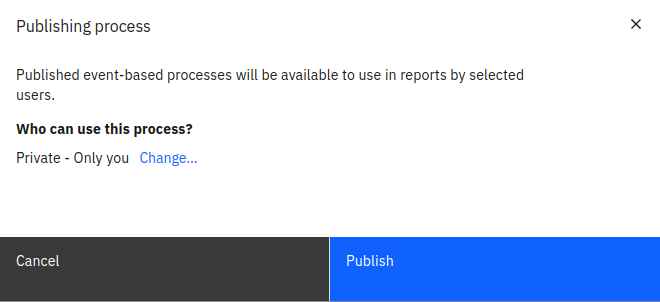 Publishing process
Published event-based processes will be available to use in reports by selected
users.
Who can use this process?
Private - Only you Change...
Cancel
Publish